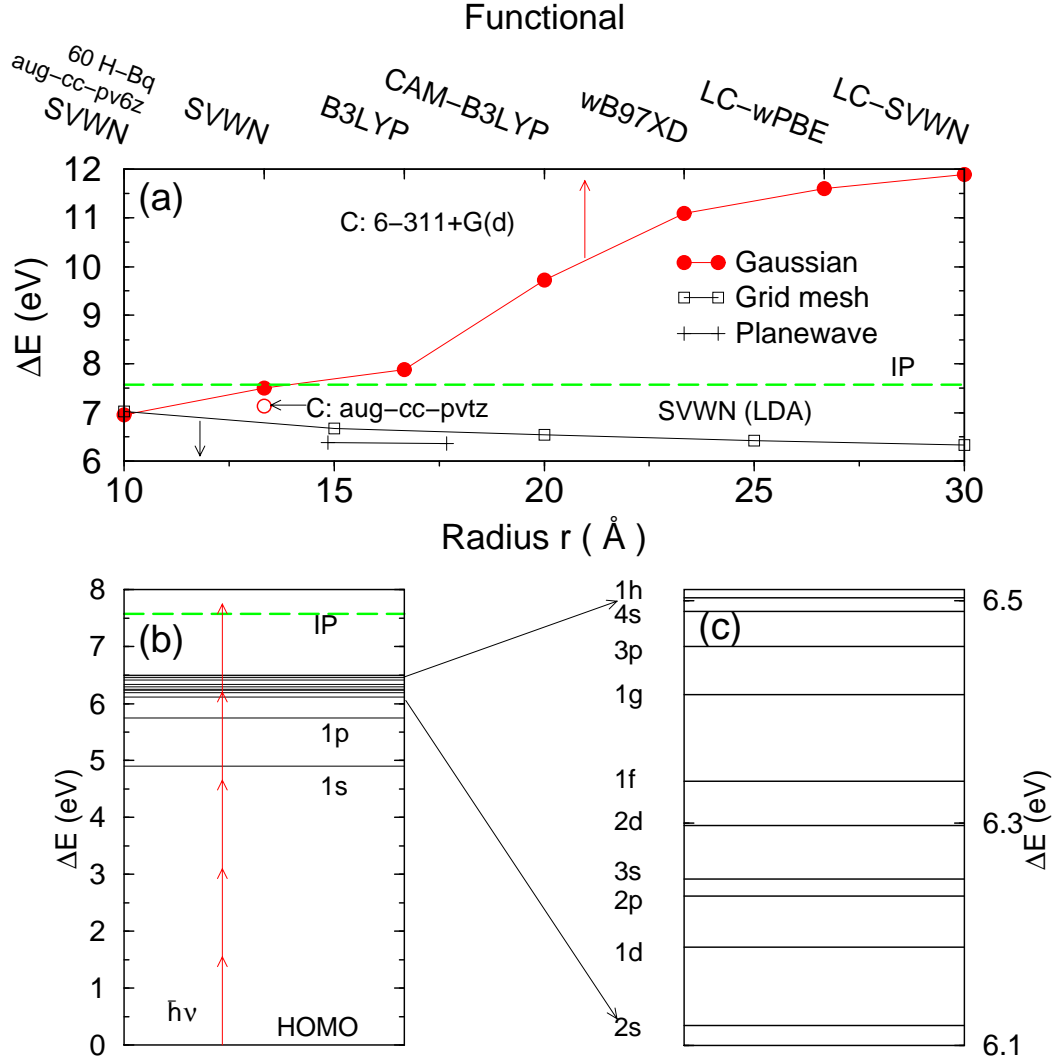 Functional
60 H–Bq
aug–cc–pv6z
SVWN
SVWN
B3LYP
CAM–B3LYP
wB97XD
LC–wPBE
LC–SVWN
(a)
C: 6–311+G(d)
Gaussian
Grid mesh
Planewave
IP
C: aug–cc–pvtz
SVWN (LDA)
12
11
10
9
8
7
6
ΔE (eV)
10 15 20 25 30
Radius r ( Å )
(b)
IP
1p
1s
ħν
HOMO
8
7
6
5
4
3
2
1
0
ΔE (eV)
(c)
1h
4s
3p
1g
1f
2d
3s
2p
1d
2s
6.5
6.3
6.1
ΔE (eV)